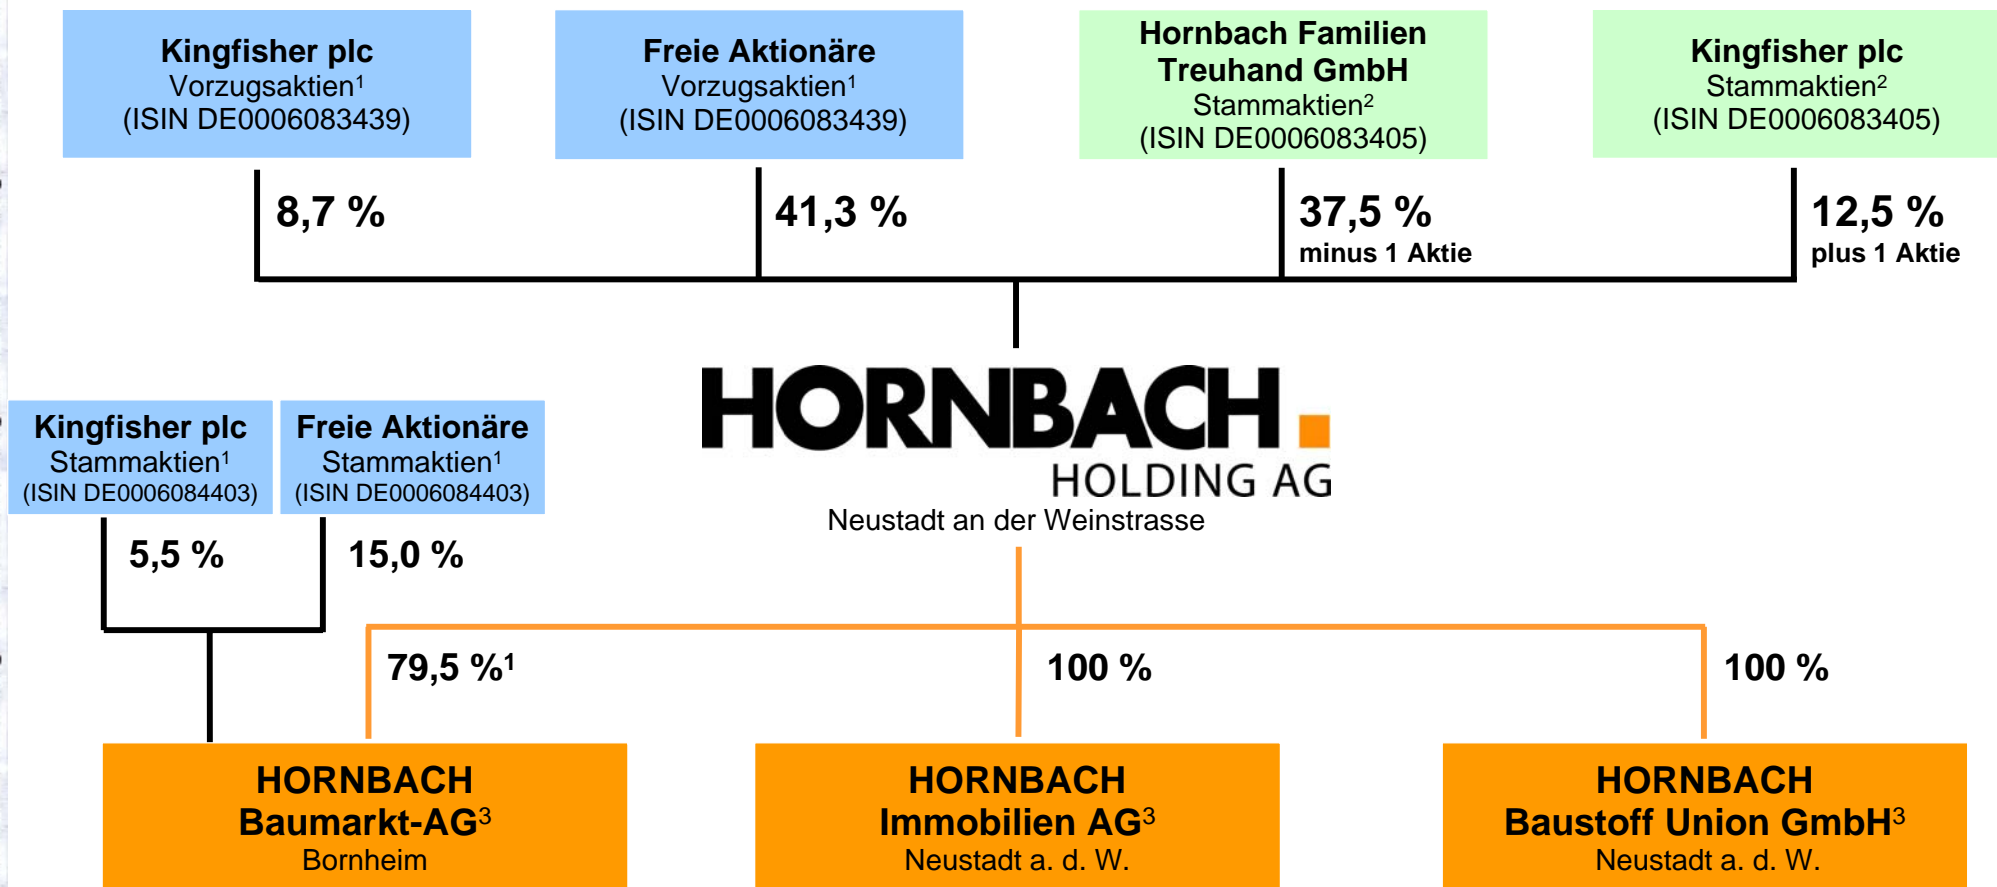 Kingfisher plc
Vorzugsaktien¹
(ISIN DE0006083439)
Freie Aktionäre
Vorzugsaktien¹
(ISIN DE0006083439)
Hornbach Familien
Treuhand GmbH
Stammaktien²
(ISIN DE0006083405)
Kingfisher plc
Stammaktien²
(ISIN DE0006083405)
8,7 %
41,3 %
37,5 %
minus 1 Aktie
12,5 %
plus 1 Aktie
HORNBACH
HOLDING AG
Neustadt an der Weinstrasse
Kingfisher plc
Stammaktien¹
(ISIN DE0006084403)
Freie Aktionäre
Stammaktien¹
(ISIN DE0006084403)
5,5 %
15,0 %
79,5 %¹
100 %
100 %
HORNBACH
Baumarkt-AG³
Bornheim
HORNBACH
Immobilien AG³
Neustadt a. d. W.
HORNBACH
Baustoff Union GmbH³
Neustadt a. d. W.